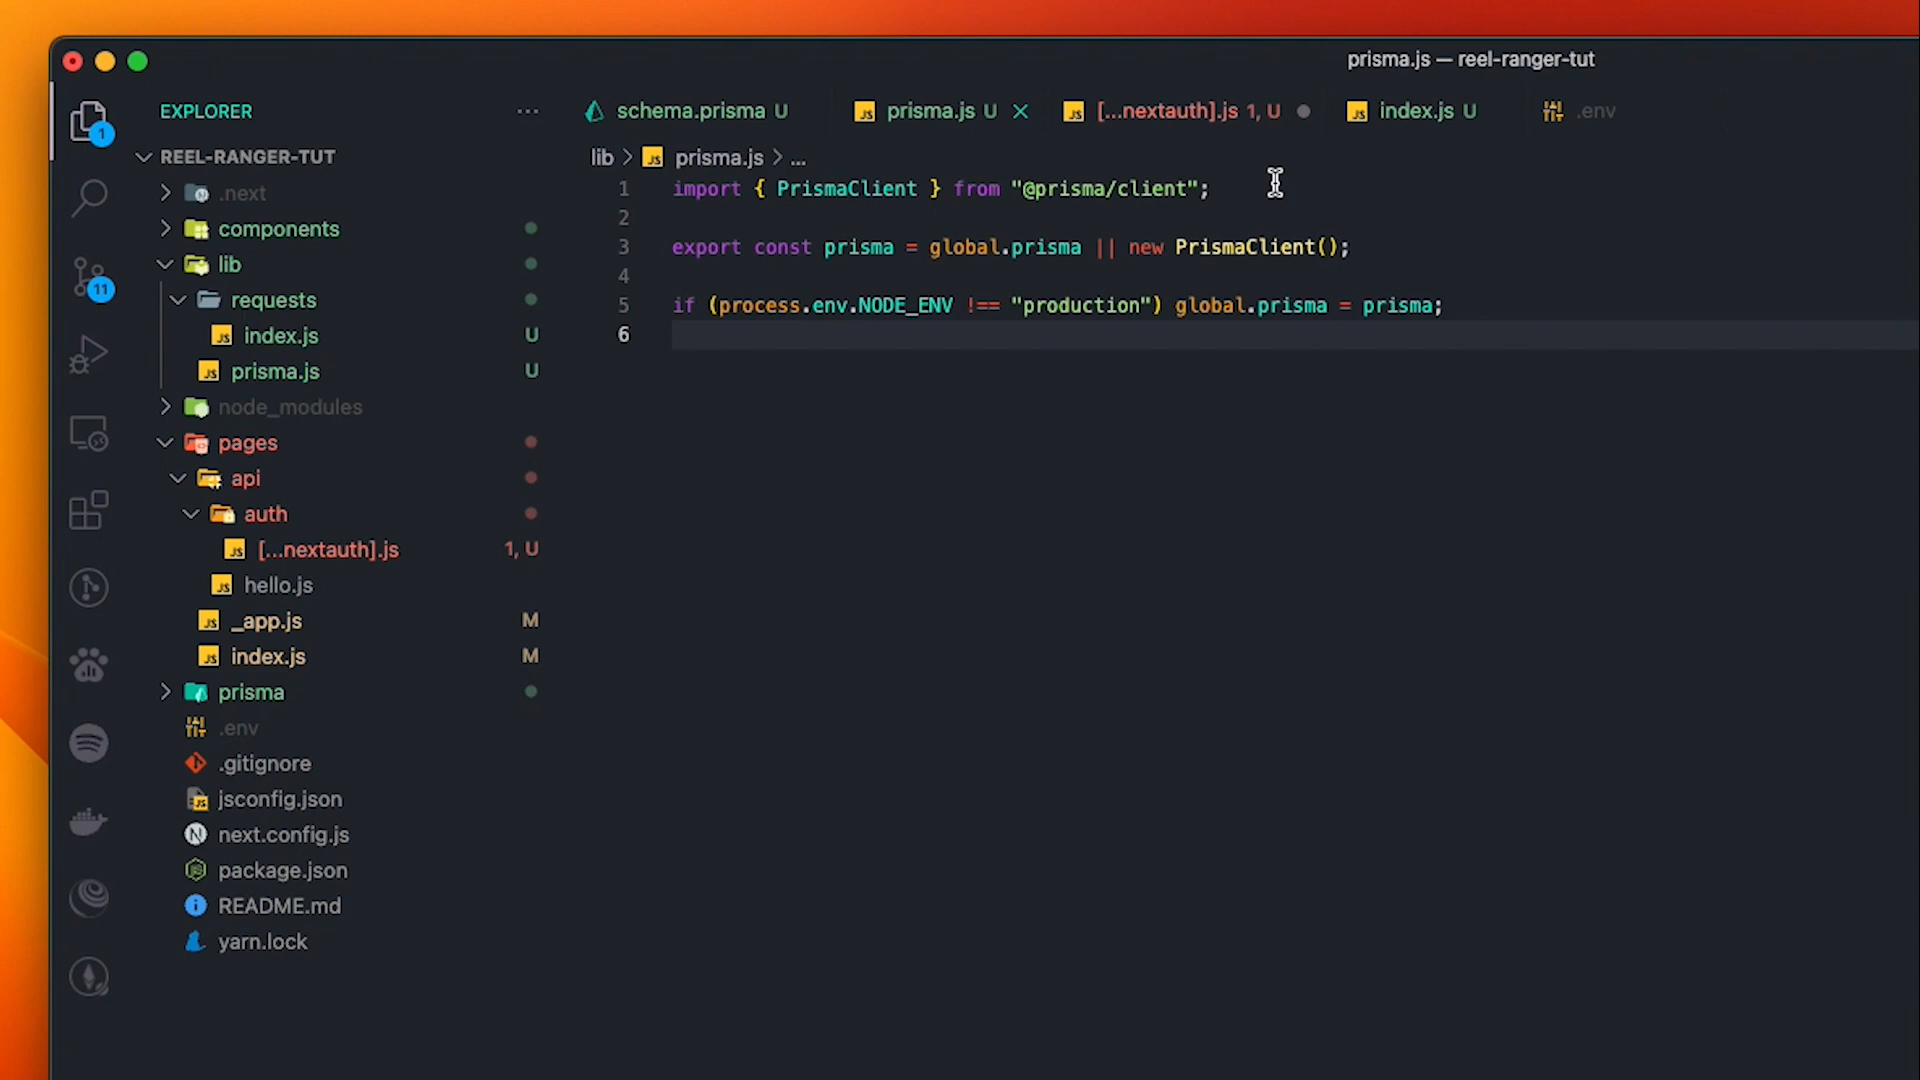 prisma.js — reel-ranger-tut
EXPLORER
schema.prisma U
prisma.js U
[...nextauth].js 1, U
index.js U
.env
1
REEL-RANGER-TUT
lib > prisma.js > ...
.next
components
lib
requests
index.js U
prisma.js U
node_modules
pages
api
auth
[...nextauth].js 1, U
hello.js
_app.js M
index.js M
prisma
.env
.gitignore
jsconfig.json
next.config.js
package.json
README.md
yarn.lock
11
1 import { PrismaClient } from "@prisma/client";
2
3 export const prisma = global.prisma || new PrismaClient();
4
5 if (process.env.NODE_ENV !== "production") global.prisma = prisma;
6